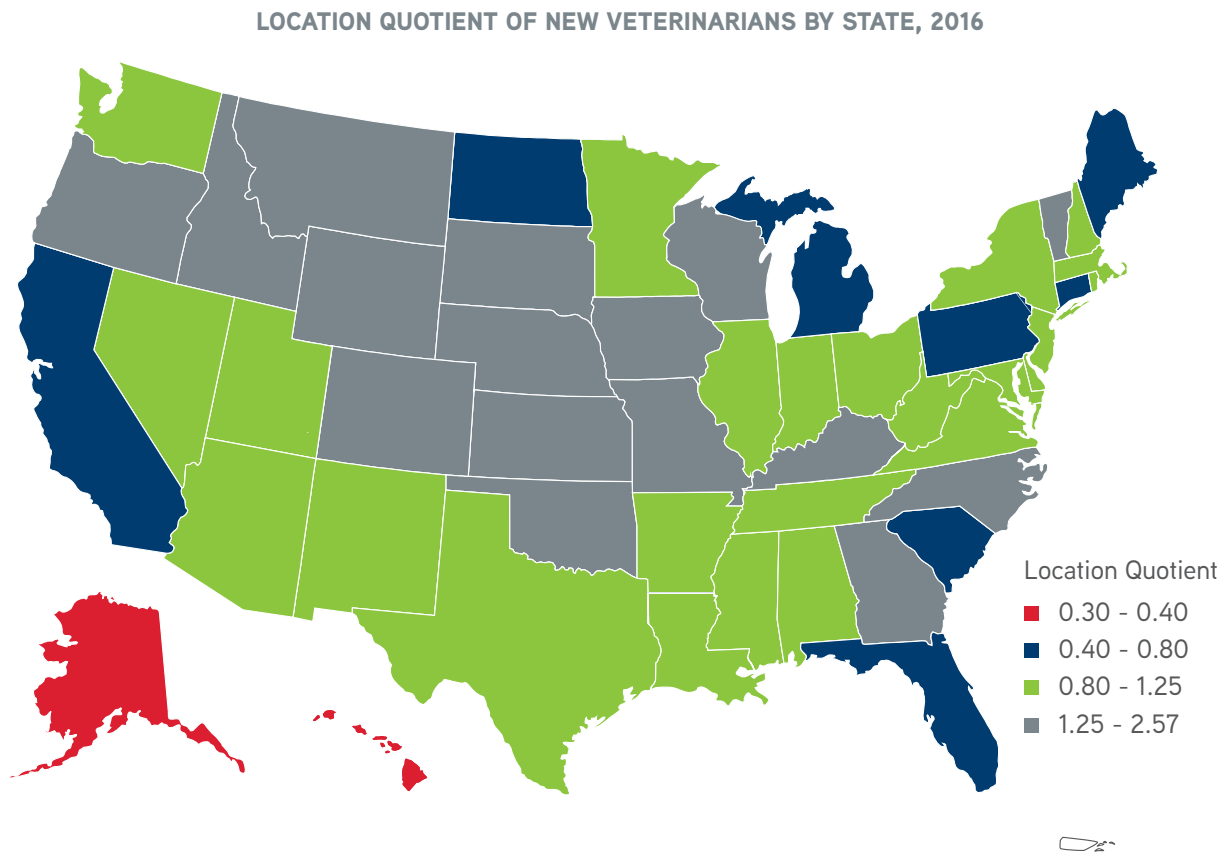 LOCATION QUOTIENT OF NEW VETERINARIANS BY STATE, 2016
Location Quotient
0.30 - 0.40
0.40 - 0.80
0.80 - 1.25
1.25 - 2.57